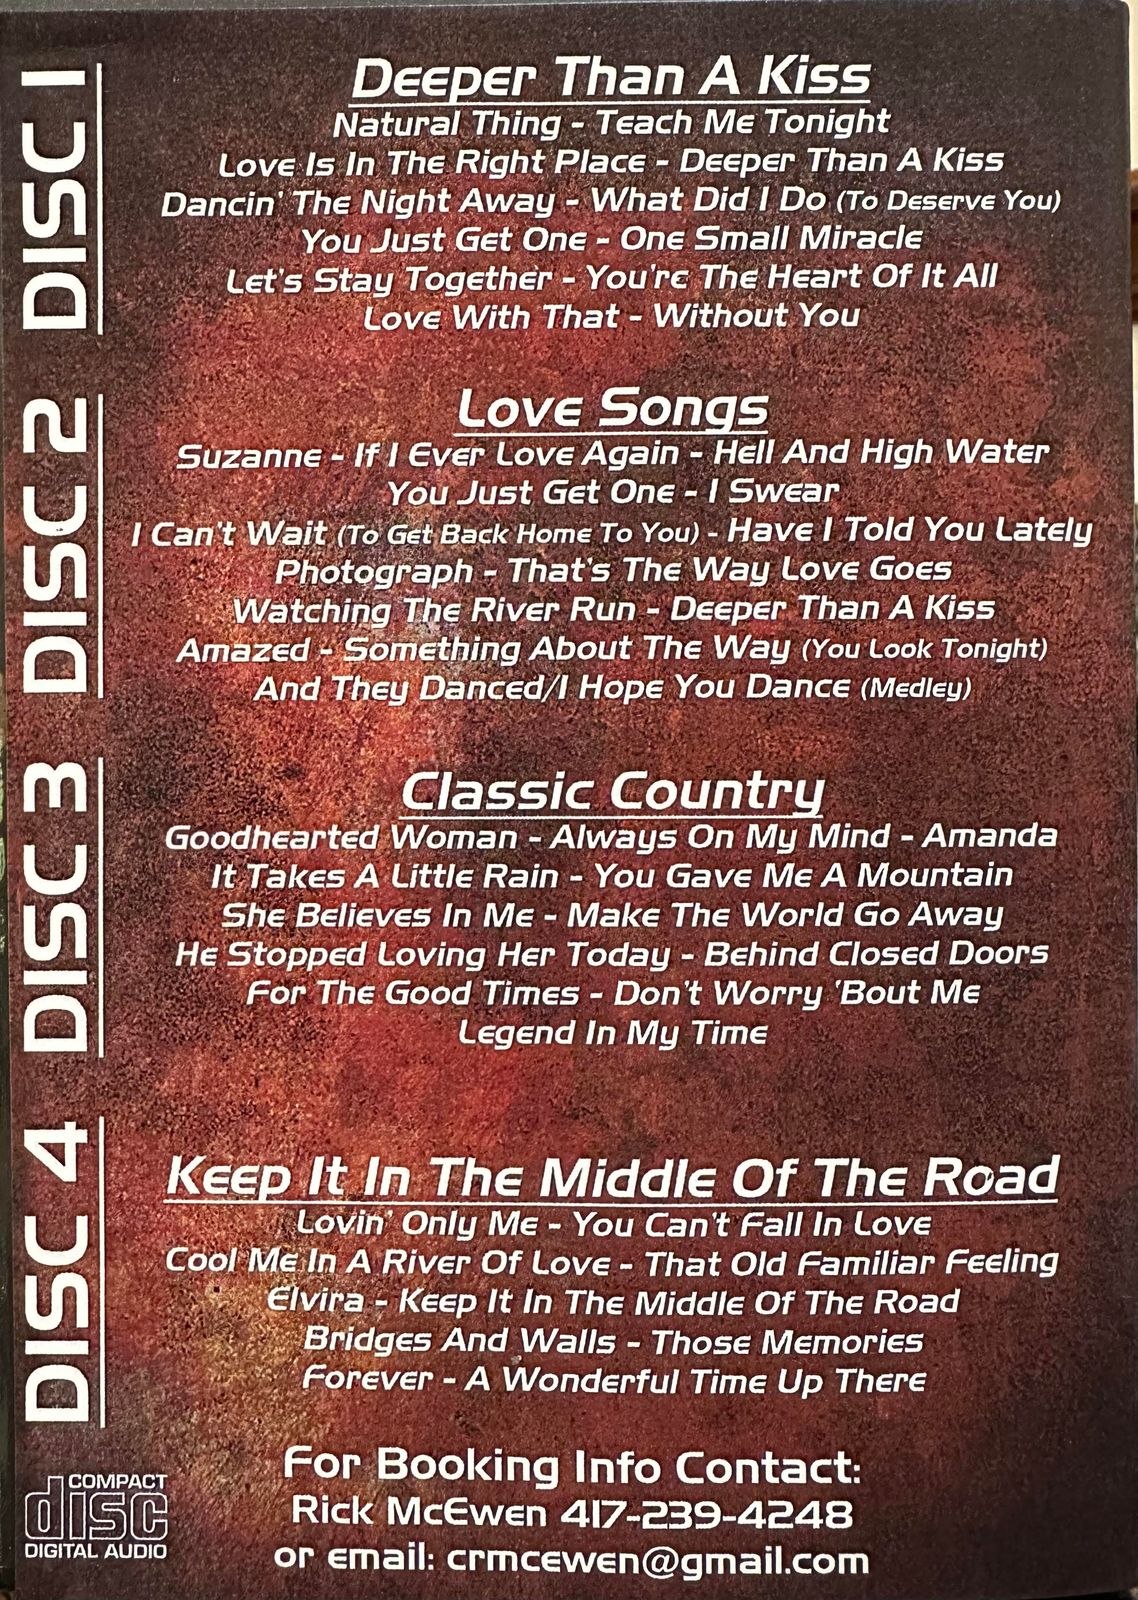 DISC 1
Deeper Than A Kiss
Natural Thing - Teach Me Tonight
Love Is In The Right Place - Deeper Than A Kiss
Dancin' The Night Away - What Did I Do (To Deserve You)
You Just Get One - One Small Miracle
Let's Stay Together - You're The Heart Of It All
Love With That - Without You
DISC 2
Love Songs
Suzanne - If I Ever Love Again - Hell And High Water
You Just Get One - I Swear
I Can't Wait (To Get Back Home To You) - Have I Told You Lately
Photograph - That's The Way Love Goes
Watching The River Run - Deeper Than A Kiss
Amazed - Something About The Way (You Look Tonight)
And They Danced/I Hope You Dance (Medley)
DISC 3
Classic Country
Goodhearted Woman - Always On My Mind - Amanda
It Takes A Little Rain - You Gave Me A Mountain
She Believes In Me - Make The World Go Away
He Stopped Loving Her Today - Behind Closed Doors
For The Good Times - Don't Worry 'Bout Me
Legend In My Time
DISC 4
Keep It In The Middle Of The Road
Lovin' Only Me - You Can't Fall In Love
Cool Me In A River Of Love - That Old Familiar Feeling
Elvira - Keep It In The Middle Of The Road
Bridges And Walls - Those Memories
Forever - A Wonderful Time Up There
For Booking Info Contact:
Rick McEwen 417-239-4248
or email: crmcewen@gmail.com
COMPACT
disc
DIGITAL AUDIO